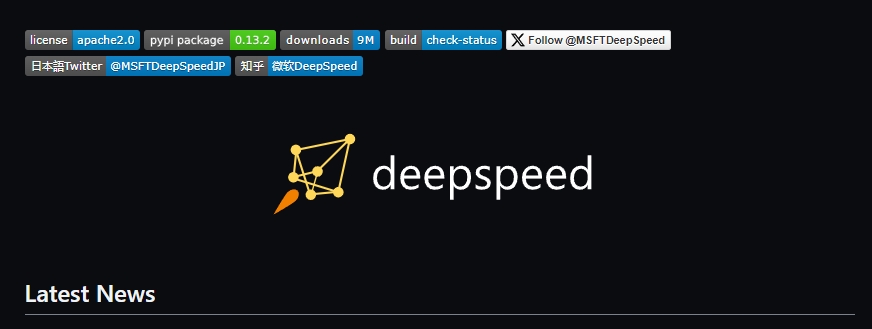 license apache2.0 pypi package 0.13.2 downloads 9M build check-status X Follow @MSFTDeepSpeed
日本語Twitter @MSFTDeepSpeedJP 知乎 微软DeepSpeed
deepspeed
Latest News